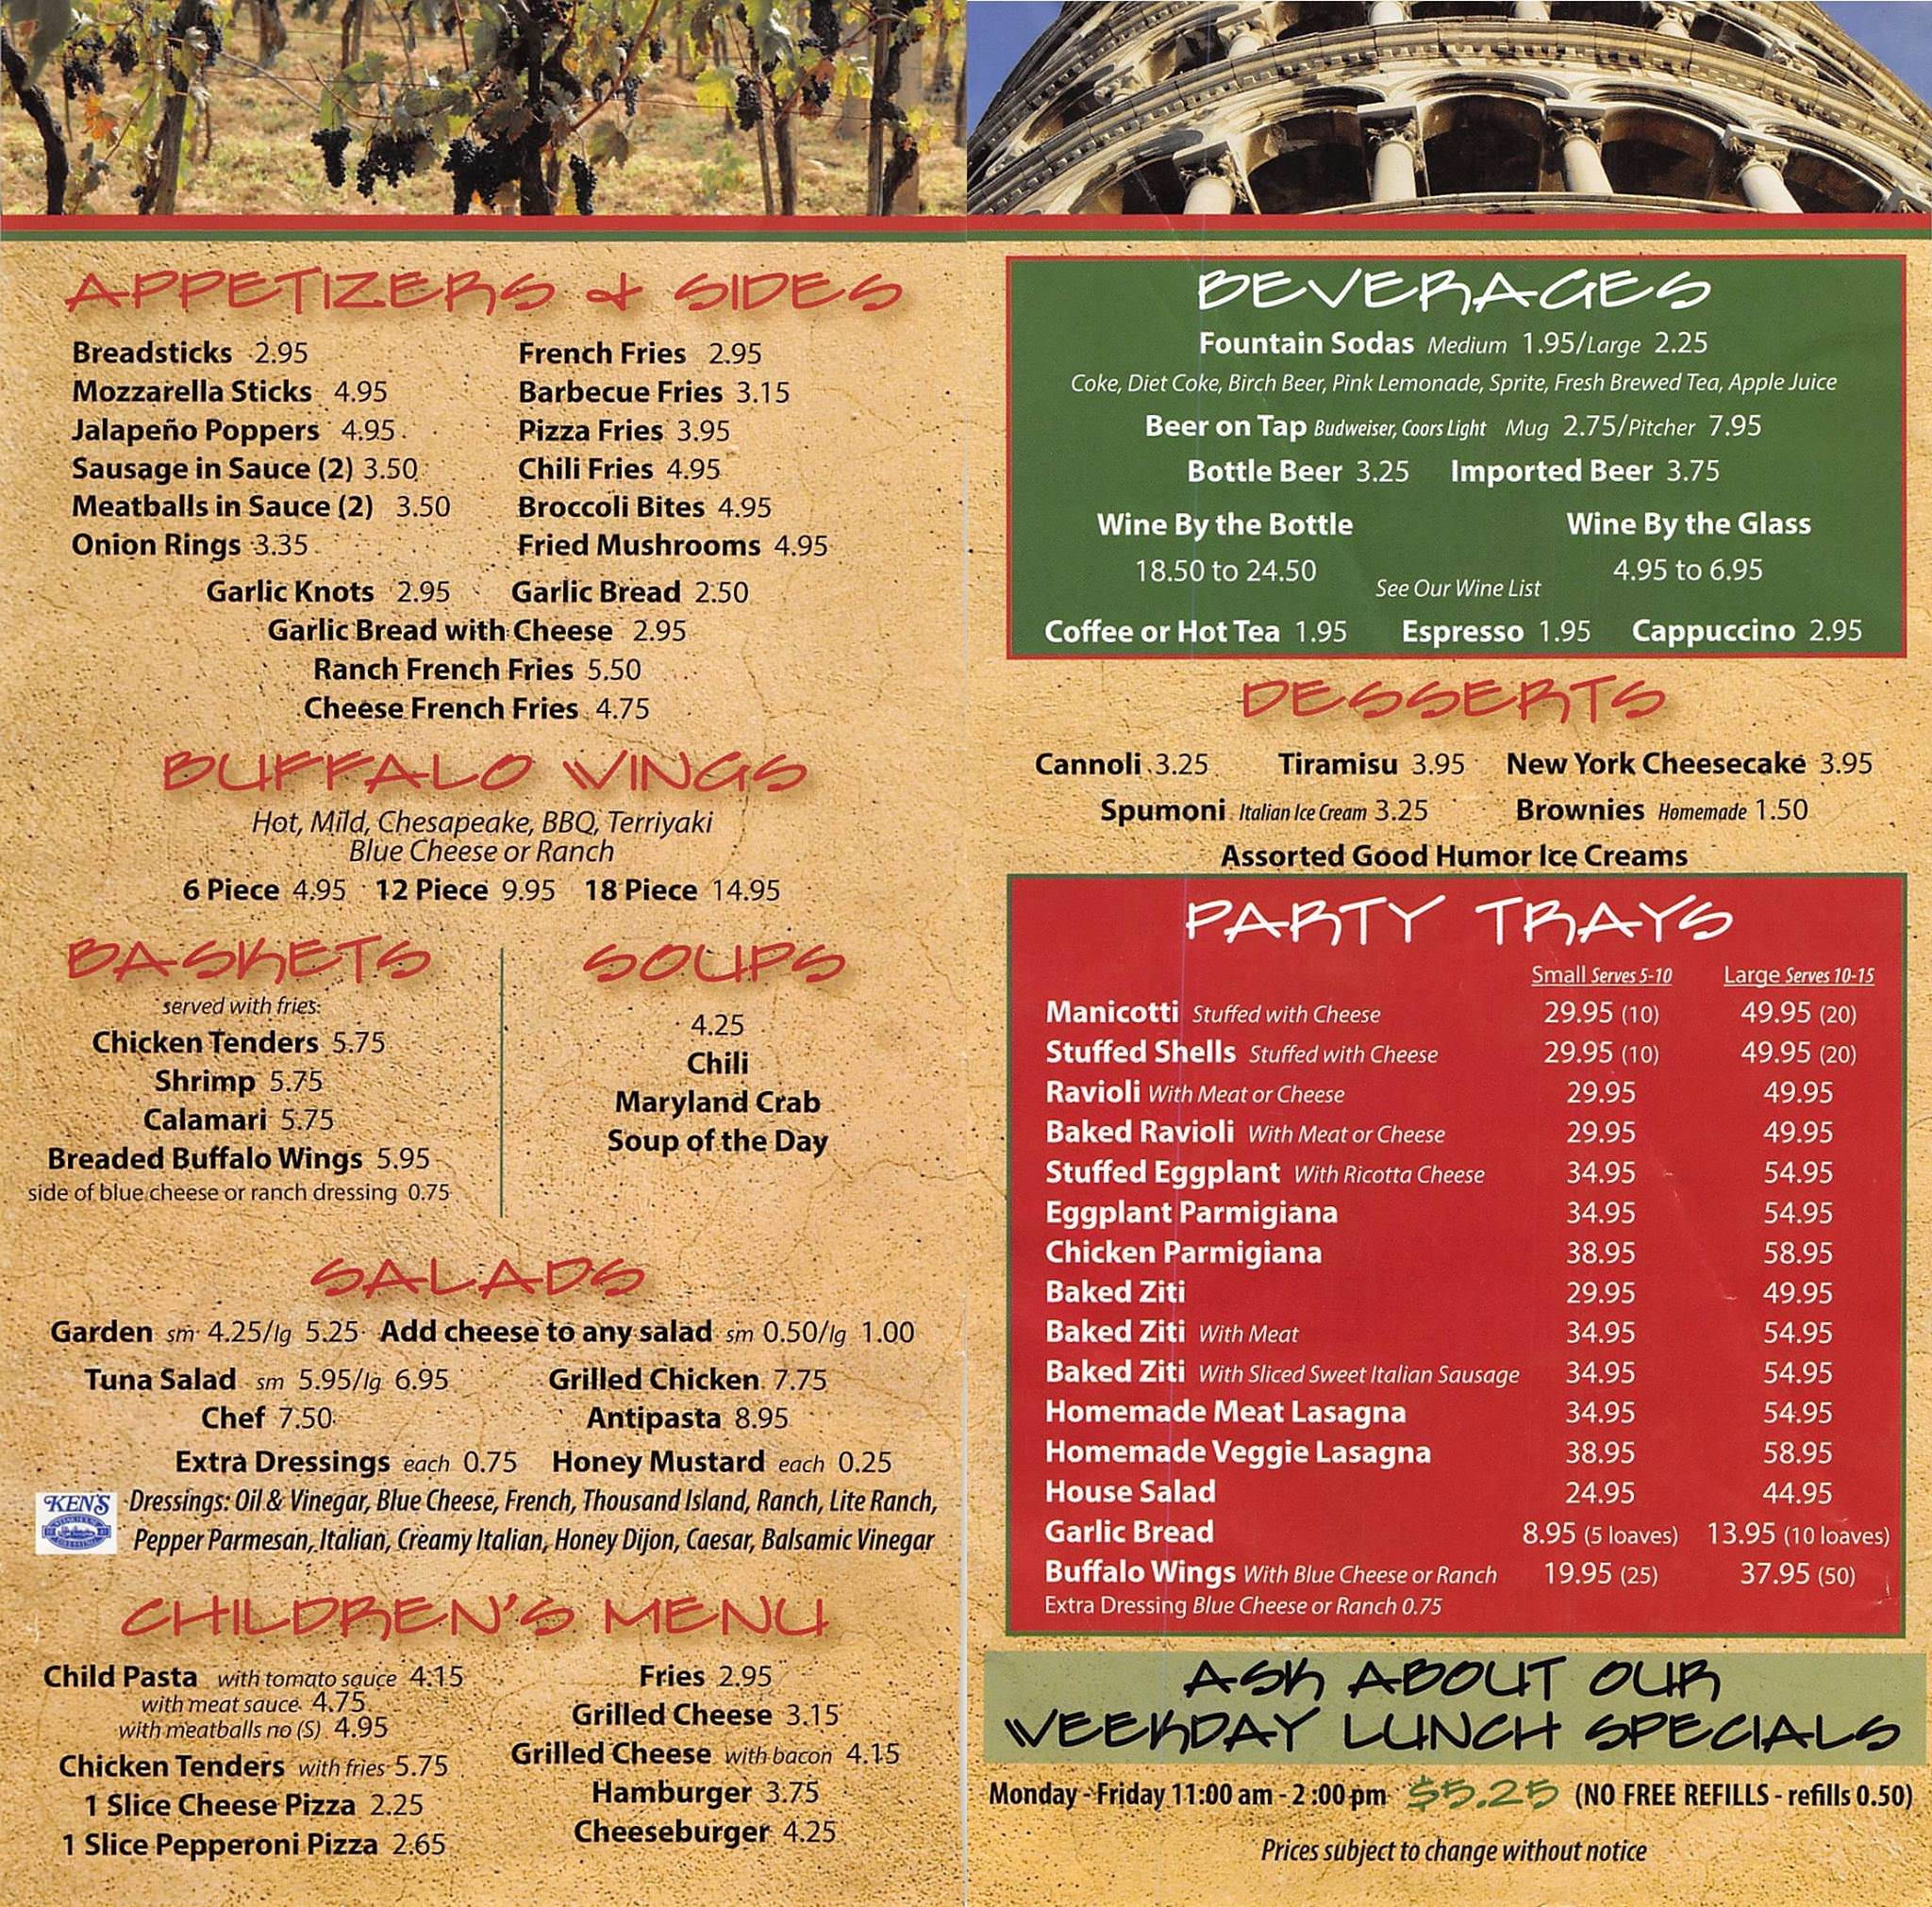 APPETIZERS & SIDES
Breadsticks 2.95
Mozzarella Sticks 4.95
Jalapeño Poppers 4.95
Sausage in Sauce (2) 3.50
Meatballs in Sauce (2) 3.50
Onion Rings 3.35
French Fries 2.95
Barbecue Fries 3.15
Pizza Fries 3.95
Chili Fries 4.95
Broccoli Bites 4.95
Fried Mushrooms 4.95
Garlic Knots 2.95 Garlic Bread 2.50
Garlic Bread with Cheese 2.95
Ranch French Fries 5.50
Cheese French Fries 4.75
BUFFALO WINGS
Hot, Mild, Chesapeake, BBQ, Terriyaki
Blue Cheese or Ranch
6 Piece 4.95 12 Piece 9.95 18 Piece 14.95
BASKETS
served with fries:
Chicken Tenders 5.75
Shrimp 5.75
Calamari 5.75
Breaded Buffalo Wings 5.95
side of blue cheese or ranch dressing 0.75
SOUPS
4.25
Chili
Maryland Crab
Soup of the Day
SALADS
Garden sm 4.25/lg 5.25 Add cheese to any salad sm 0.50/lg 1.00
Tuna Salad sm 5.95/lg 6.95 Grilled Chicken 7.75
Chef 7.50 Antipasta 8.95
Extra Dressings each 0.75 Honey Mustard each 0.25
KEN'S
Dressings: Oil & Vinegar, Blue Cheese, French, Thousand Island, Ranch, Lite Ranch,
Pepper Parmesan, Italian, Creamy Italian, Honey Dijon, Caesar, Balsamic Vinegar
CHILDREN'S MENU
Child Pasta with tomato sauce 4.15
with meat sauce 4.75
with meatballs no (S) 4.95
Chicken Tenders with fries 5.75
1 Slice Cheese Pizza 2.25
1 Slice Pepperoni Pizza 2.65
Fries 2.95
Grilled Cheese 3.15
Grilled Cheese with bacon 4.15
Hamburger 3.75
Cheeseburger 4.25
BEVERAGES
Fountain Sodas Medium 1.95/Large 2.25
Coke, Diet Coke, Birch Beer, Pink Lemonade, Sprite, Fresh Brewed Tea, Apple Juice
Beer on Tap Budweiser, Coors Light Mug 2.75/Pitcher 7.95
Bottle Beer 3.25 Imported Beer 3.75
Wine By the Bottle Wine By the Glass
18.50 to 24.50 4.95 to 6.95
See Our Wine List
Coffee or Hot Tea 1.95 Espresso 1.95 Cappuccino 2.95
DESSERTS
Cannoli 3.25 Tiramisu 3.95 New York Cheesecake 3.95
Spumoni Italian Ice Cream 3.25 Brownies Homemade 1.50
Assorted Good Humor Ice Creams
PARTY TRAYS
Small Serves 5-10 Large Serves 10-15
Manicotti Stuffed with Cheese 29.95 (10) 49.95 (20)
Stuffed Shells Stuffed with Cheese 29.95 (10) 49.95 (20)
Ravioli With Meat or Cheese 29.95 49.95
Baked Ravioli With Meat or Cheese 29.95 49.95
Stuffed Eggplant With Ricotta Cheese 34.95 54.95
Eggplant Parmigiana 34.95 54.95
Chicken Parmigiana 38.95 58.95
Baked Ziti 29.95 49.95
Baked Ziti With Meat 34.95 54.95
Baked Ziti With Sliced Sweet Italian Sausage 34.95 54.95
Homemade Meat Lasagna 34.95 54.95
Homemade Veggie Lasagna 38.95 58.95
House Salad 24.95 44.95
Garlic Bread 8.95 (5 loaves) 13.95 (10 loaves)
Buffalo Wings With Blue Cheese or Ranch 19.95 (25) 37.95 (50)
Extra Dressing Blue Cheese or Ranch 0.75
ASK ABOUT OUR
WEEKDAY LUNCH SPECIALS
Monday - Friday 11:00 am - 2 :00 pm $5.25 (NO FREE REFILLS - refills 0.50)
Prices subject to change without notice